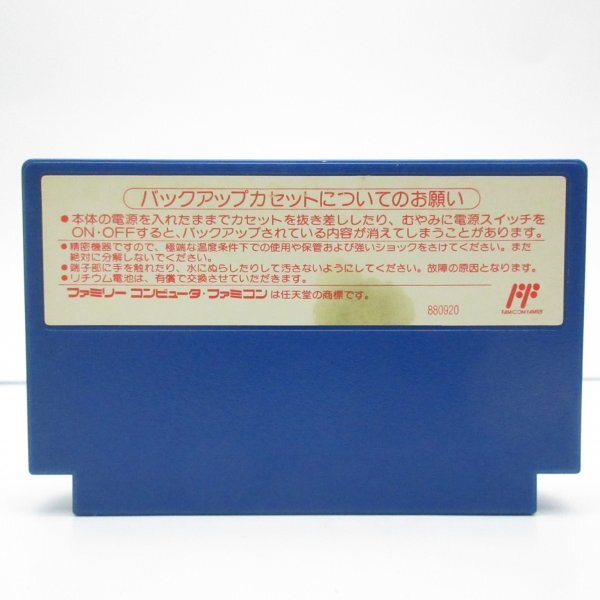 バックアップカセットについてのお願い
●本体の電源を入れたままでカセットを抜き差ししたり、むやみに電源スイッチを
ON・OFFすると、バックアップされている内容が消えてしまうことがあります。
●精密機器ですので、極端な温度条件下での使用や保管および強いショックをさけてください。また
絶対に分解しないでください。
●端子部に手を触れたり、水にぬらしたりして汚さないようにしてください。故障の原因となります。
●リチウム電池は、有償で交換させていただきます。
ファミリーコンピュータ・ファミコンは任天堂の商標です。
880920
FAMICOM FAMILY